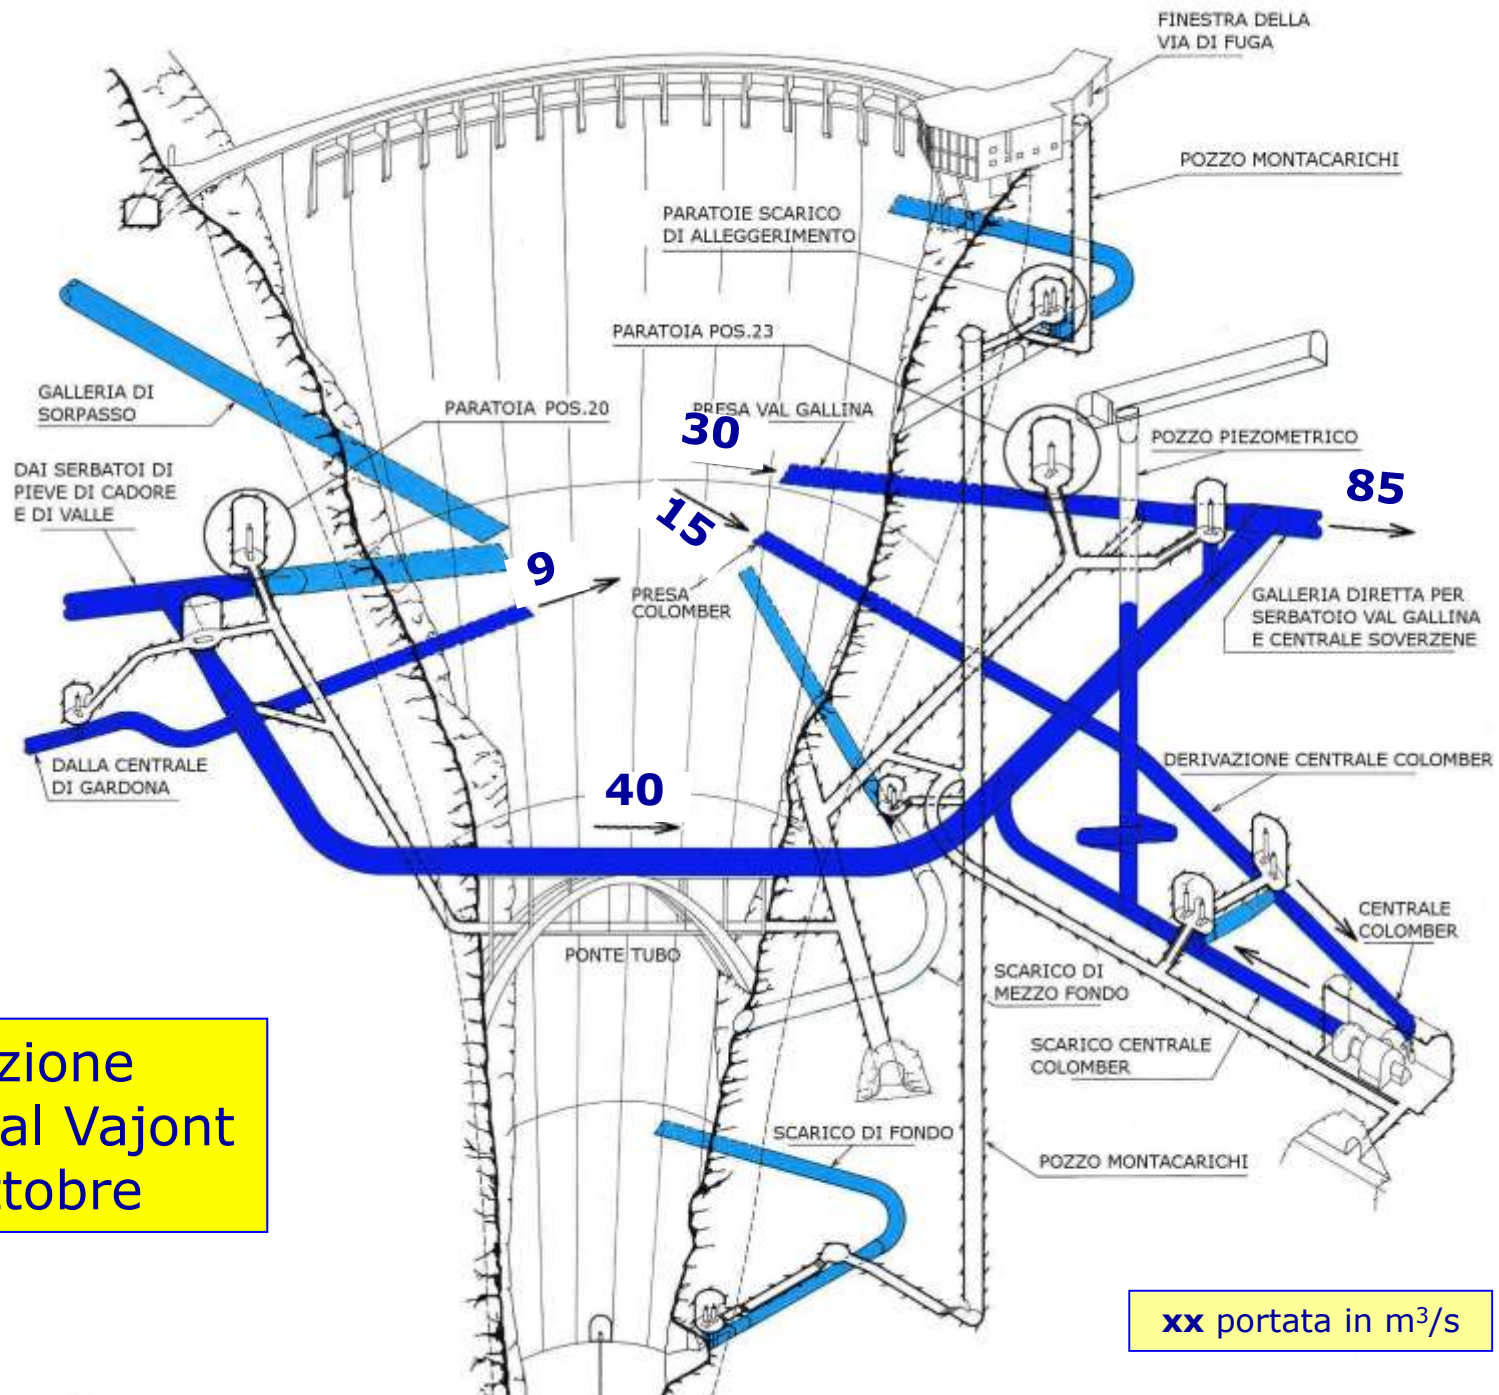 FINESTRA DELLA
VIA DI FUGA
POZZO MONTACARICHI
PARATOIE SCARICO
DI ALLEGGERIMENTO
PARATOIA POS.23
GALLERIA DI
SORPASSO
PARATOIA POS.20
PRESA VAL GALLINA
30
POZZO PIEZOMETRICO
DAI SERBATOI DI
PIEVE DI CADORE
E DI VALLE
85
15
9
PRESA
COLOMBER
GALLERIA DIRETTA PER
SERBATOIO VAL GALLINA
E CENTRALE SOVERZENE
DALLA CENTRALE
DI GARDONA
DERIVAZIONE CENTRALE COLOMBER
40
CENTRALE
COLOMBER
PONTE TUBO
SCARICO DI
MEZZO FONDO
SCARICO CENTRALE
COLOMBER
zione
al Vajont
ttobre
SCARICO DI FONDO
POZZO MONTACARICHI
xx portata in m³/s